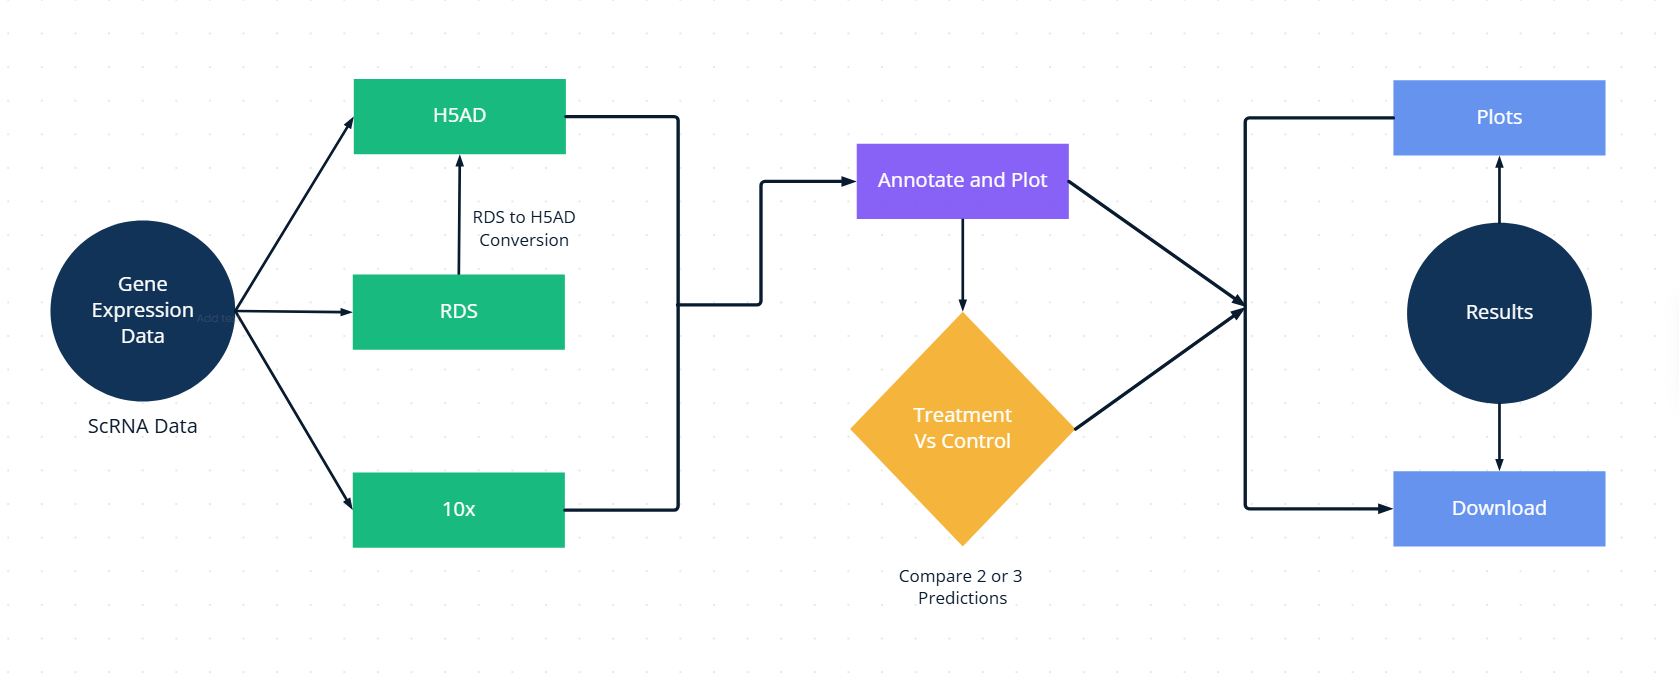 H5AD
RDS to H5AD
Conversion
Gene
Expression
Data
RDS
ScRNA Data
10x
Annotate and Plot
Treatment
Vs Control
Compare 2 or 3
Predictions
Plots
Results
Download